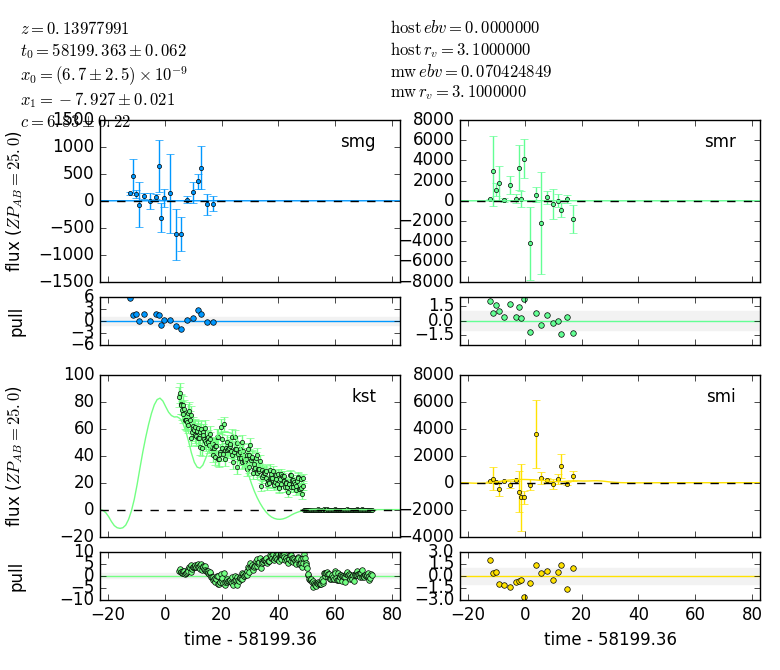 z = 0.13977991
t₀ = 58199.363 ± 0.062
x₀ = (6.7 ± 2.5) × 10⁻⁹
x₁ = −7.927 ± 0.021
c = 6.53 ± 0.22
host ebv = 0.0000000
host r_v = 3.1000000
mw ebv = 0.070424849
mw r_v = 3.1000000
smg
1500
1000
500
0
−500
−1000
−1500
flux (ZP_AB = 25.0)
smr
8000
6000
4000
2000
0
−2000
−4000
−6000
−8000
pull
6
3
0
−3
−6
1.5
0.0
−1.5
kst
100
80
60
40
20
0
−20
flux (ZP_AB = 25.0)
smi
8000
6000
4000
2000
0
−2000
−4000
pull
10
5
0
−5
−10
3.0
1.5
0.0
−1.5
−3.0
−20 0 20 40 60 80
−20 0 20 40 60 80
time - 58199.36
time - 58199.36